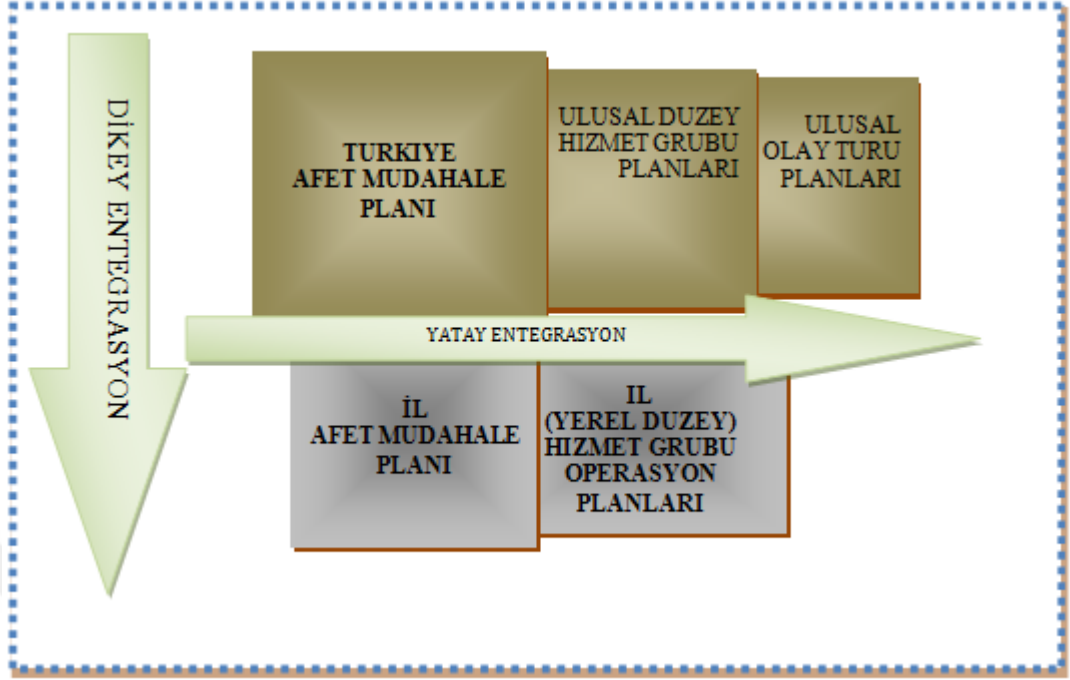 DİKEY ENTEGRASYON
TURKIYE
AFET MUDAHALE
PLANI
ULUSAL DUZEY
HIZMET GRUBU
PLANLARI
ULUSAL
OLAY TURU
PLANLARI
YATAY ENTEGRASYON
İL
AFET MUDAHALE
PLANI
IL
(YEREL DUZEY)
HIZMET GRUBU
OPERASYON
PLANLARI